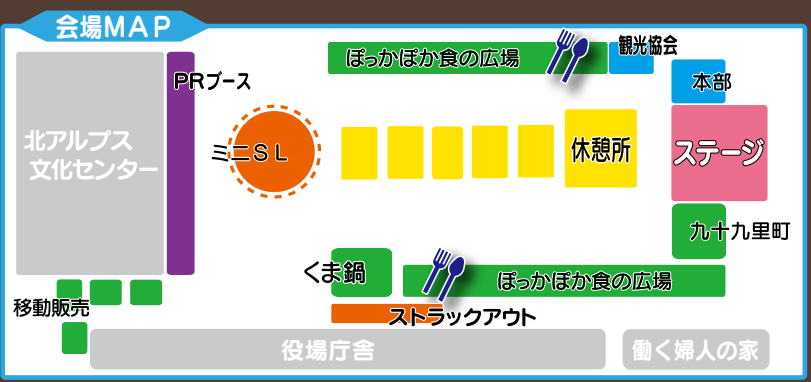 会場MAP
ぽっかぽか食の広場
観光協会
PRブース
本部
北アルプス
文化センター
ミニSL
休憩所
ステージ
九十九里町
くま鍋
ぽっかぽか食の広場
移動販売
ストラックアウト
役場庁舎
働く婦人の家